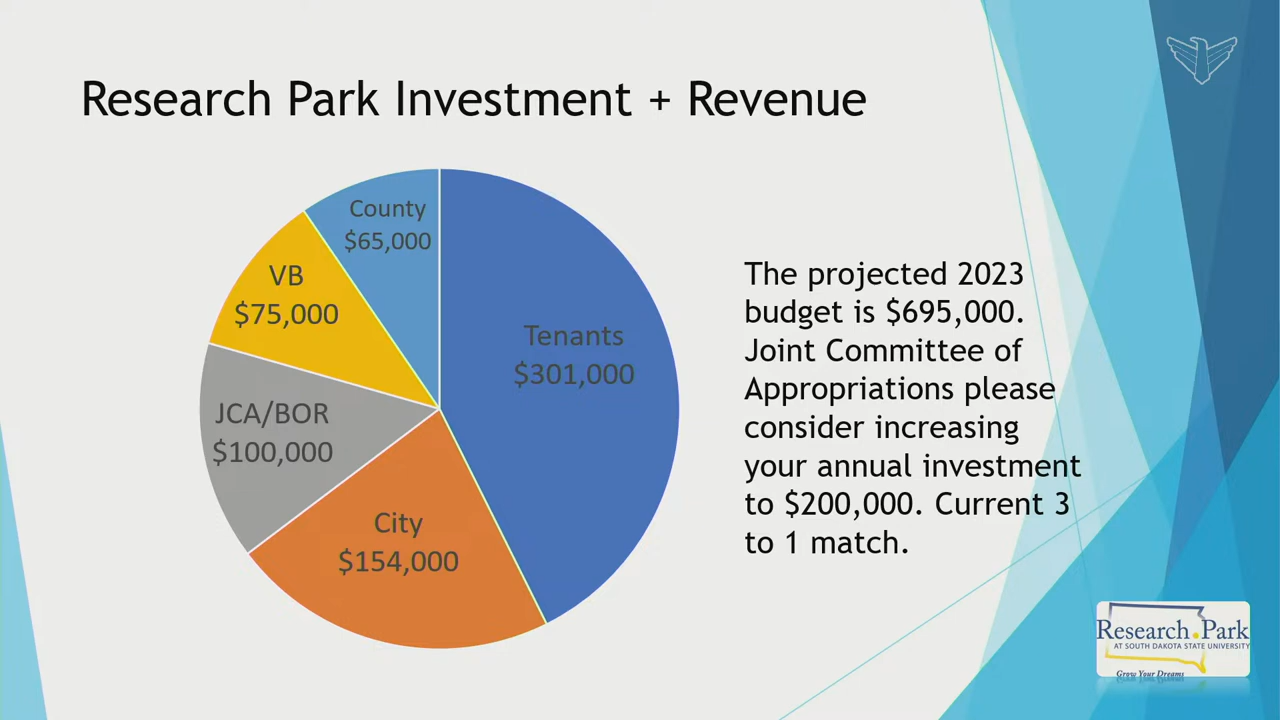 Research Park Investment + Revenue
County
$65,000
VB
$75,000
Tenants
$301,000
JCA/BOR
$100,000
City
$154,000
The projected 2023
budget is $695,000.
Joint Committee of
Appropriations please
consider increasing
your annual investment
to $200,000. Current 3
to 1 match.
Research Park
AT SOUTH DAKOTA STATE UNIVERSITY
Grow Your Dreams